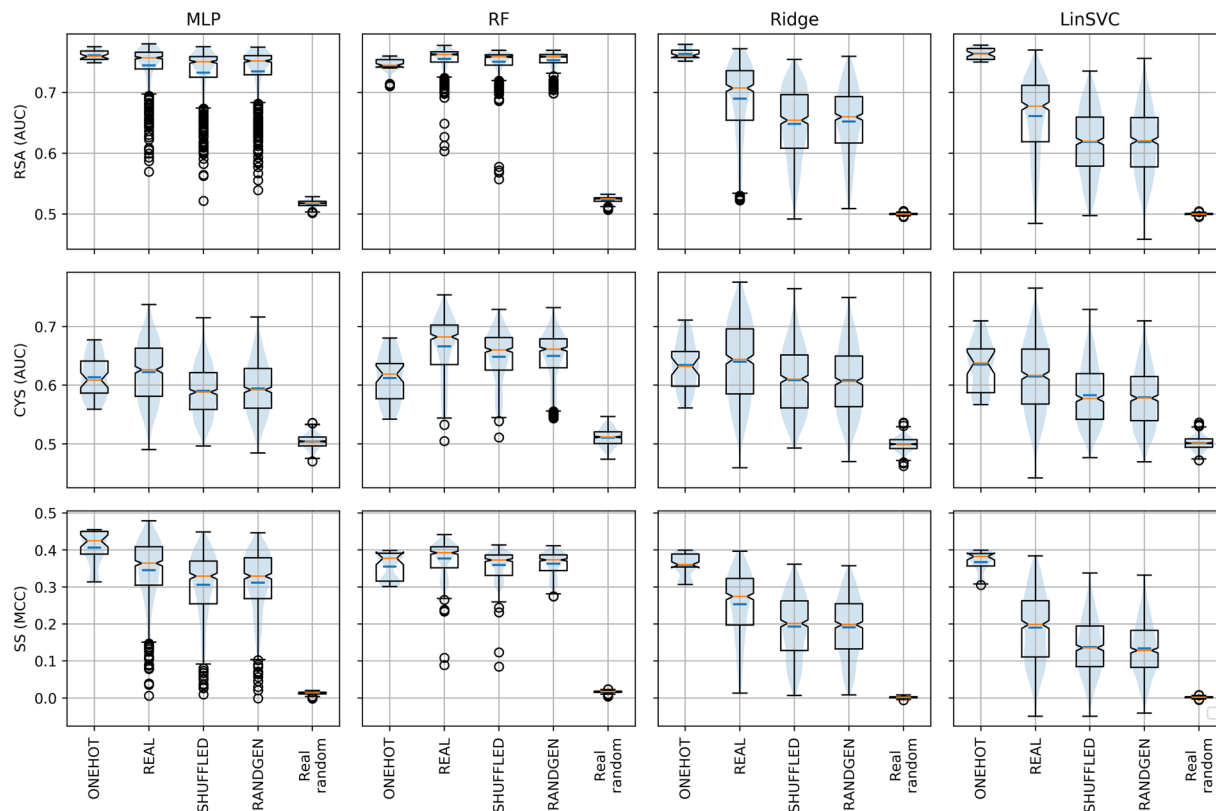 MLP RF Ridge LinSVC
RSA (AUC)
0.7
0.6
0.5
CYS (AUC)
0.7
0.6
0.5
SS (MCC)
0.5
0.4
0.3
0.2
0.1
0.0
ONEHOT
REAL
SHUFFLED
RANDGEN
Real
random
ONEHOT
REAL
SHUFFLED
RANDGEN
Real
random
ONEHOT
REAL
SHUFFLED
RANDGEN
Real
random
ONEHOT
REAL
SHUFFLED
RANDGEN
Real
random